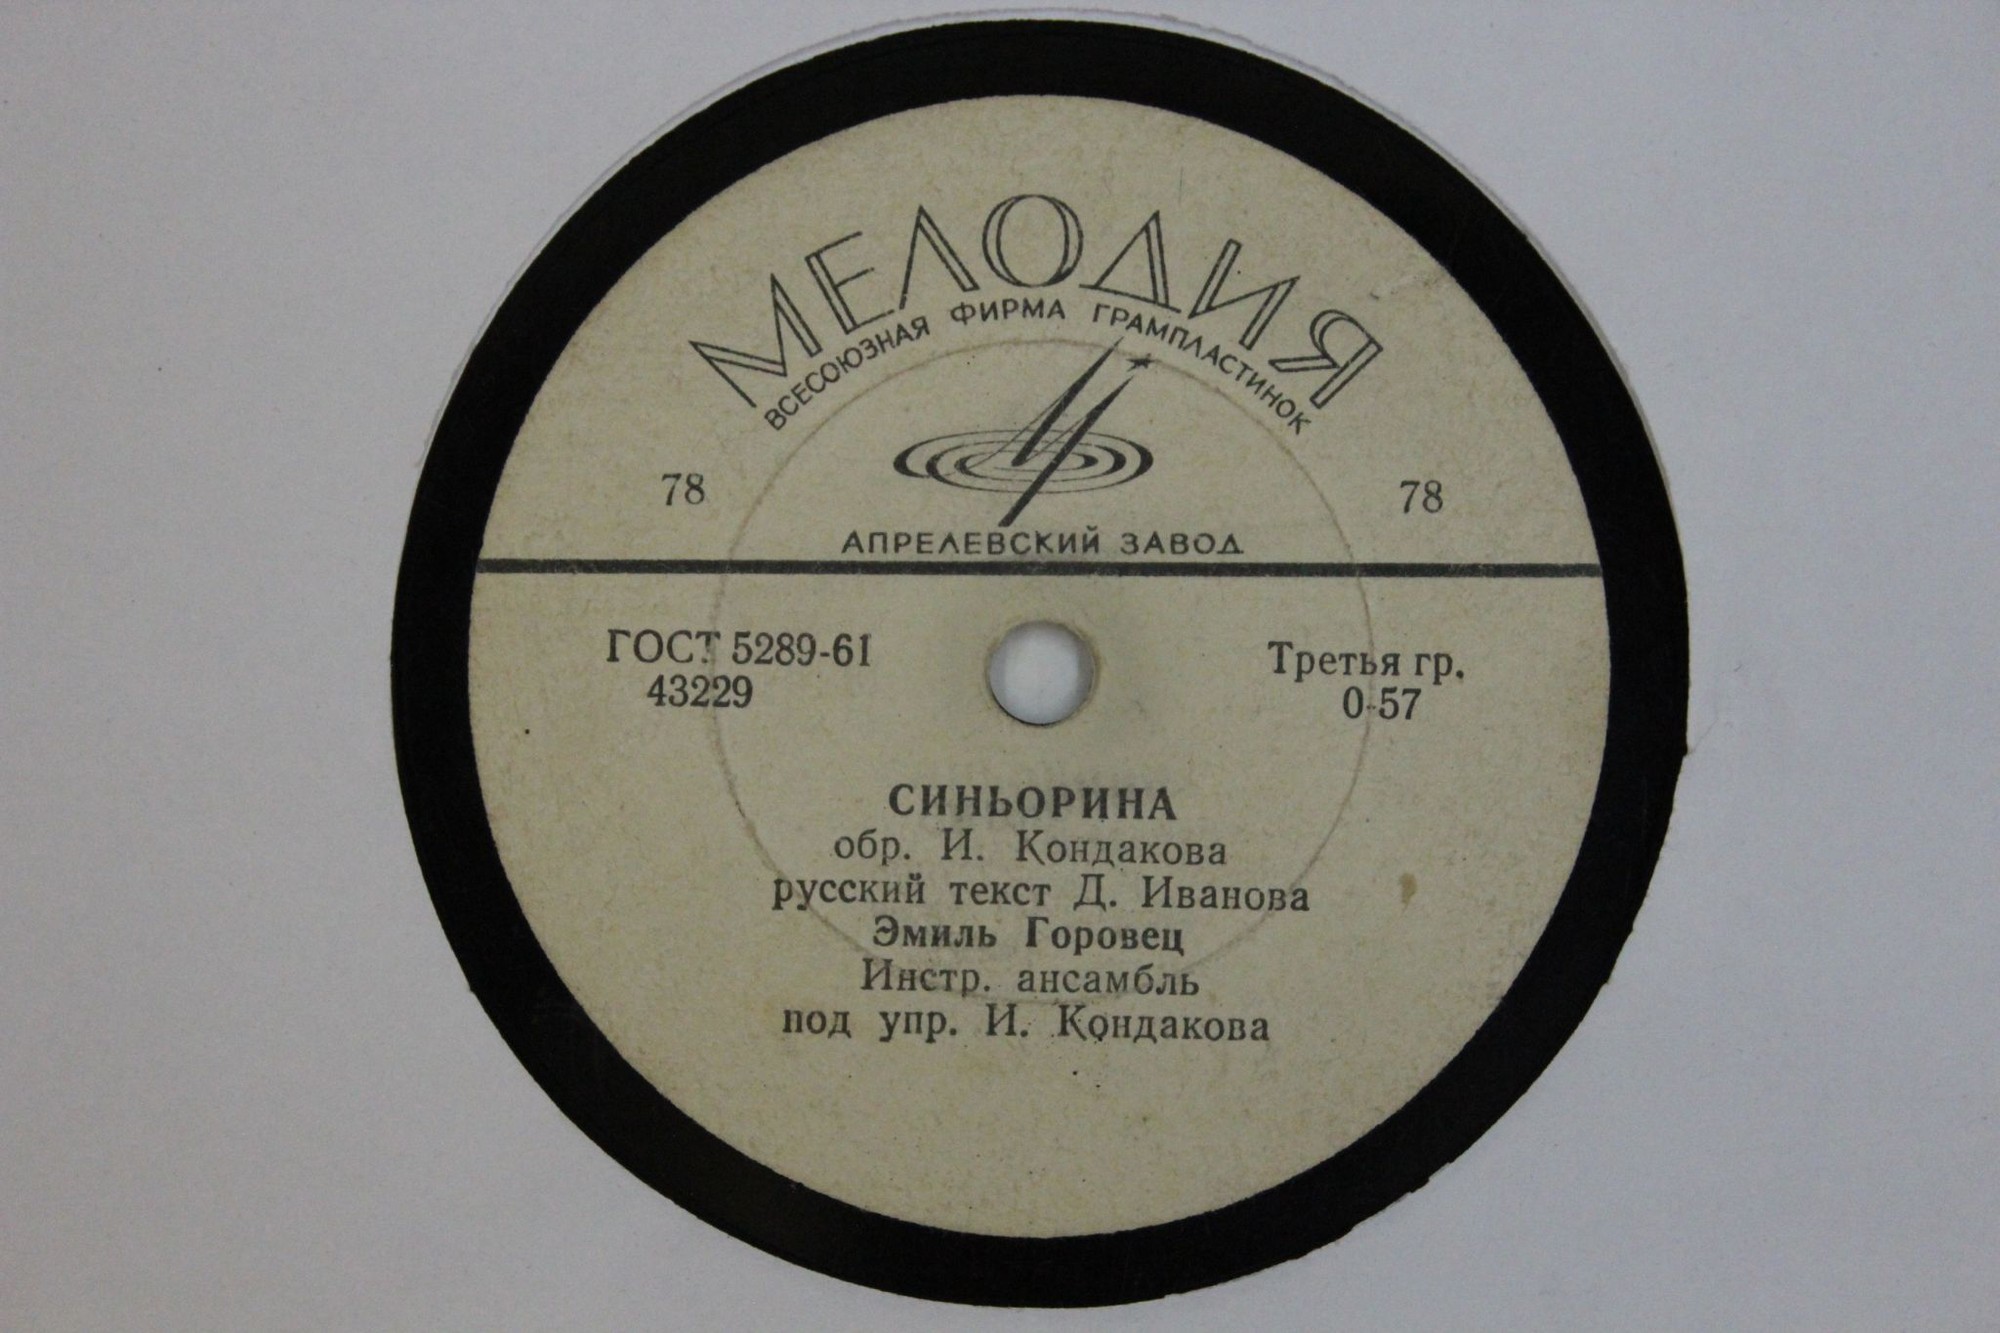 МЕЛОДИЯ
ВСЕСОЮЗНАЯ ФИРМА ГРАМПЛАСТИНОК
78
78
АПРЕЛЕВСКИЙ ЗАВОД
ГОСТ 5289-61
43229
Третья гр.
0-57
СИНЬОРИНА
обр. И. Кондакова
русский текст Д. Иванова
Эмиль Горовец
Инстр. ансамбль
под упр. И. Кондакова